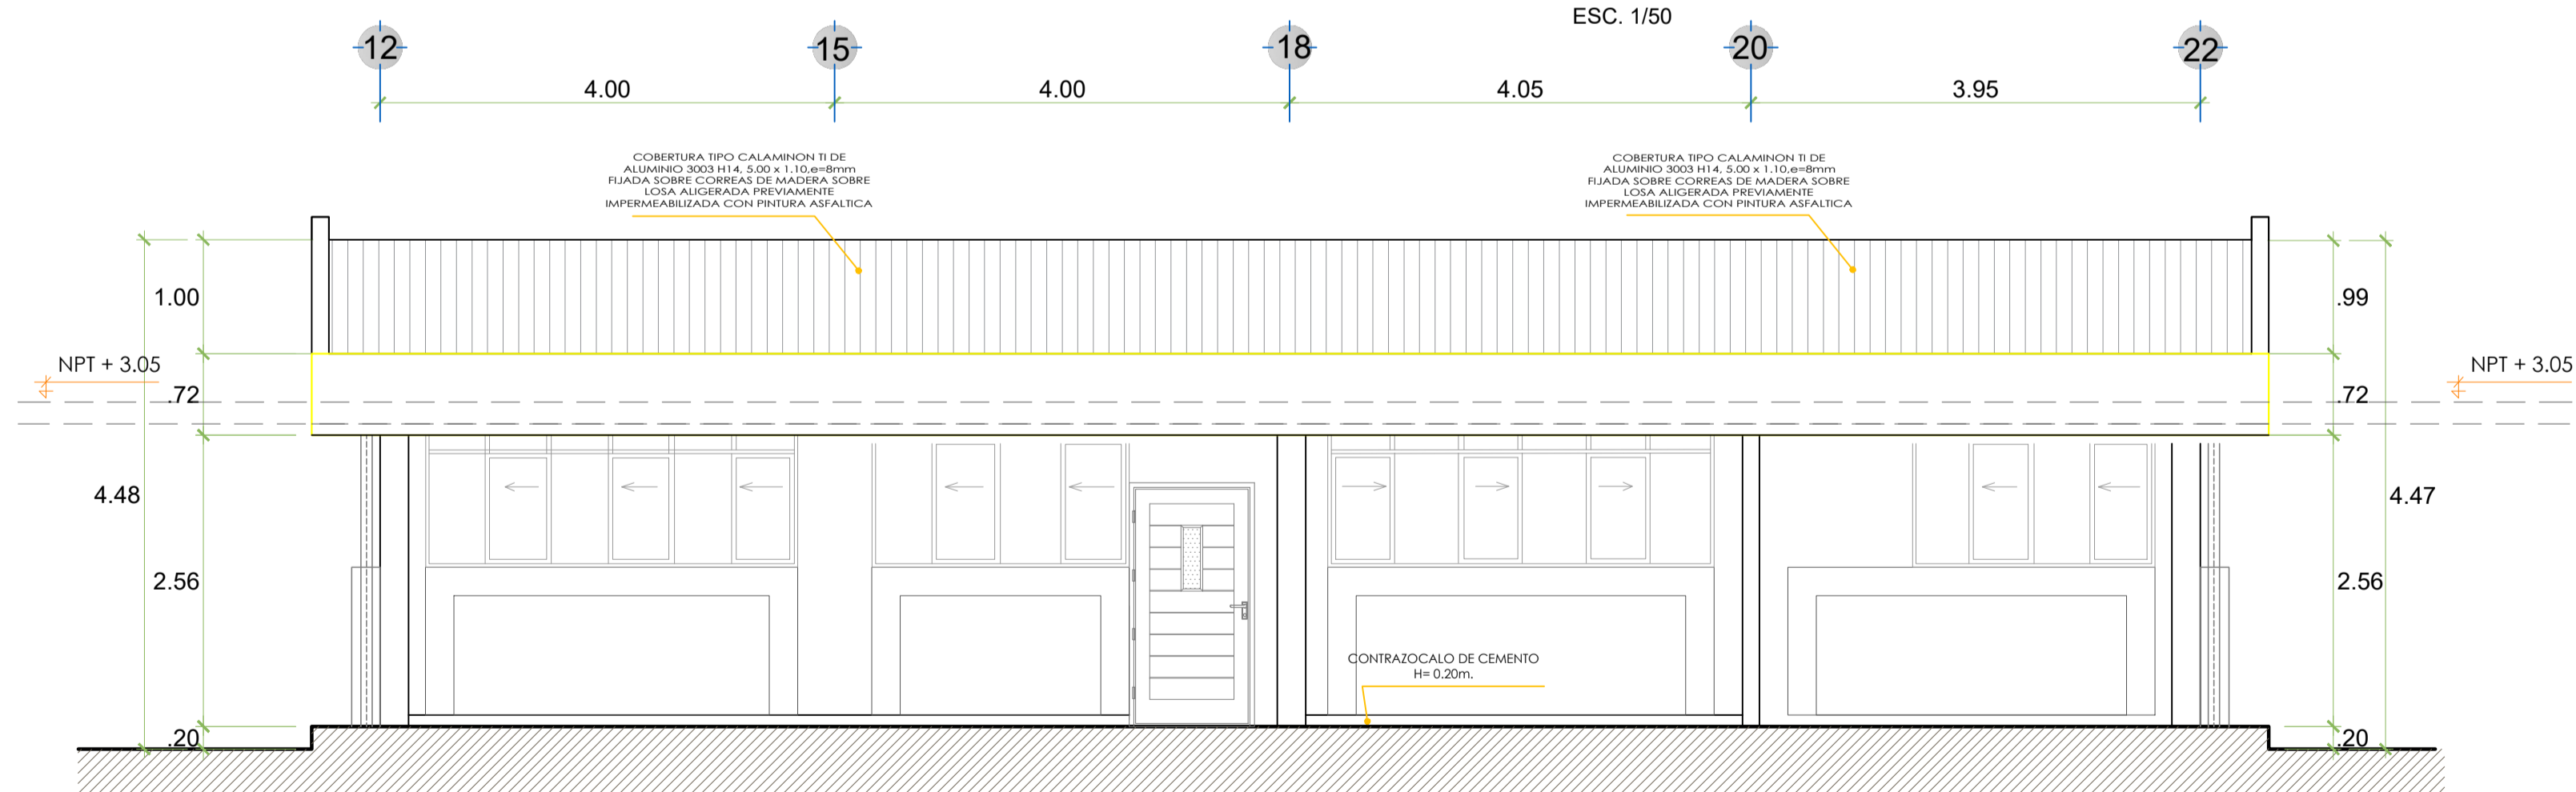 ESC. 1/50
12
15
18
20
22
4.00
4.00
4.05
3.95
COBERTURA TIPO CALAMINON TI DE
ALUMINIO 3003 H14, 5.00 x 1.10,e=8mm
FIJADA SOBRE CORREAS DE MADERA SOBRE
LOSA ALIGERADA PREVIAMENTE
IMPERMEABILIZADA CON PINTURA ASFALTICA
COBERTURA TIPO CALAMINON TI DE
ALUMINIO 3003 H14, 5.00 x 1.10,e=8mm
FIJADA SOBRE CORREAS DE MADERA SOBRE
LOSA ALIGERADA PREVIAMENTE
IMPERMEABILIZADA CON PINTURA ASFALTICA
1.00
.99
NPT + 3.05
NPT + 3.05
.72
.72
4.48
4.47
2.56
2.56
CONTRAZOCALO DE CEMENTO
H= 0.20m.
.20
.20